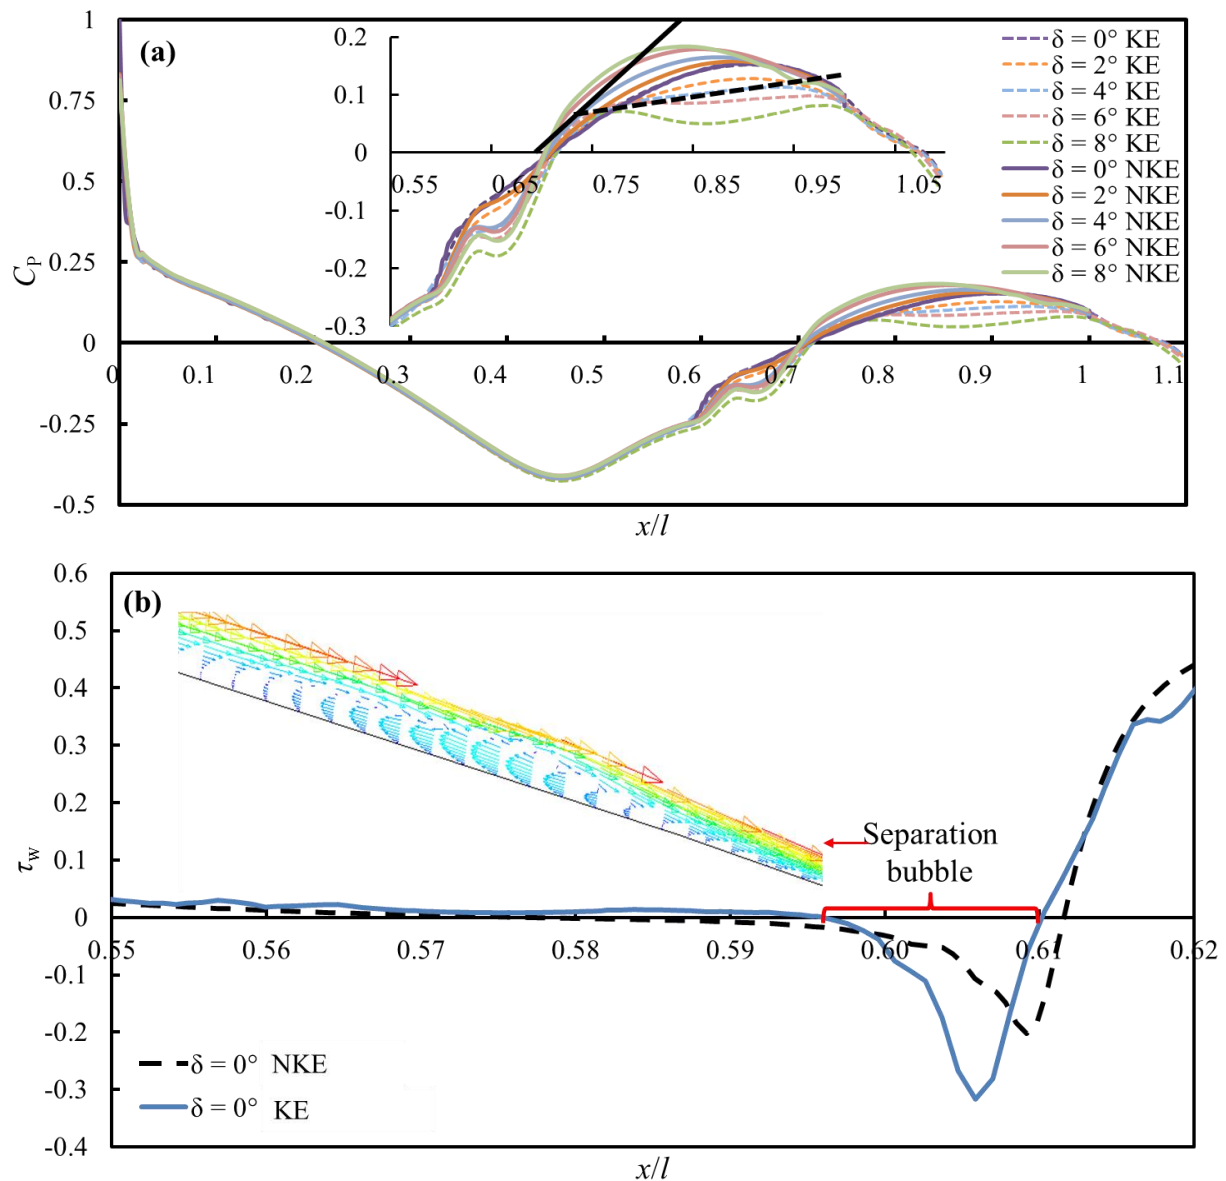 (a)
1
0.75
0.5
0.25
0
-0.25
-0.5
C_P
0 0.1 0.2 0.3 0.4 0.5 0.6 0.7 0.8 0.9 1 1.1
x/l
0.2
0.1
0
-0.1
-0.2
-0.3
0.55 0.65 0.75 0.85 0.95 1.05
δ = 0° KE
δ = 2° KE
δ = 4° KE
δ = 6° KE
δ = 8° KE
δ = 0° NKE
δ = 2° NKE
δ = 4° NKE
δ = 6° NKE
δ = 8° NKE
(b)
0.6
0.5
0.4
0.3
0.2
0.1
0
-0.1
-0.2
-0.3
-0.4
τ_w
Separation
bubble
0.55 0.56 0.57 0.58 0.59 0.60 0.61 0.62
δ = 0° NKE
δ = 0° KE
x/l